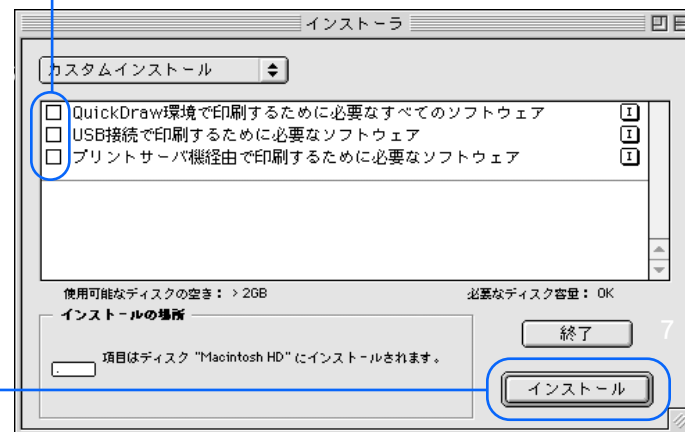 インストーラ
カスタムインストール
QuickDraw環境で印刷するために必要なすべてのソフトウェア
USB接続で印刷するために必要なソフトウェア
プリントサーバ機経由で印刷するために必要なソフトウェア
使用可能なディスクの空き： > 2GB 必要なディスク容量： OK
インストールの場所
項目はディスク "Macintosh HD" にインストールされます。
終了
7
インストール